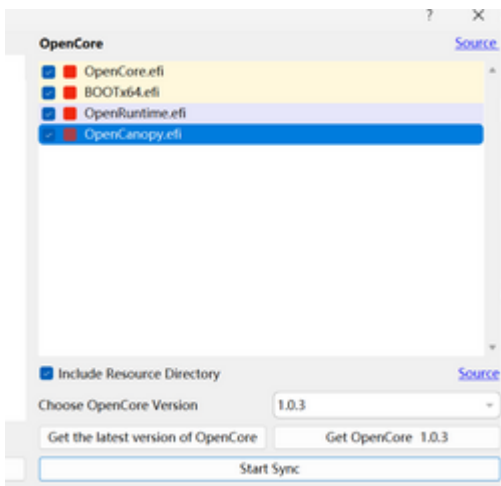 ? ×
OpenCore Source
OpenCore.efi
BOOTx64.efi
OpenRuntime.efi
OpenCanopy.efi
Include Resource Directory Source
Choose OpenCore Version 1.0.3
Get the latest version of OpenCore Get OpenCore 1.0.3
Start Sync